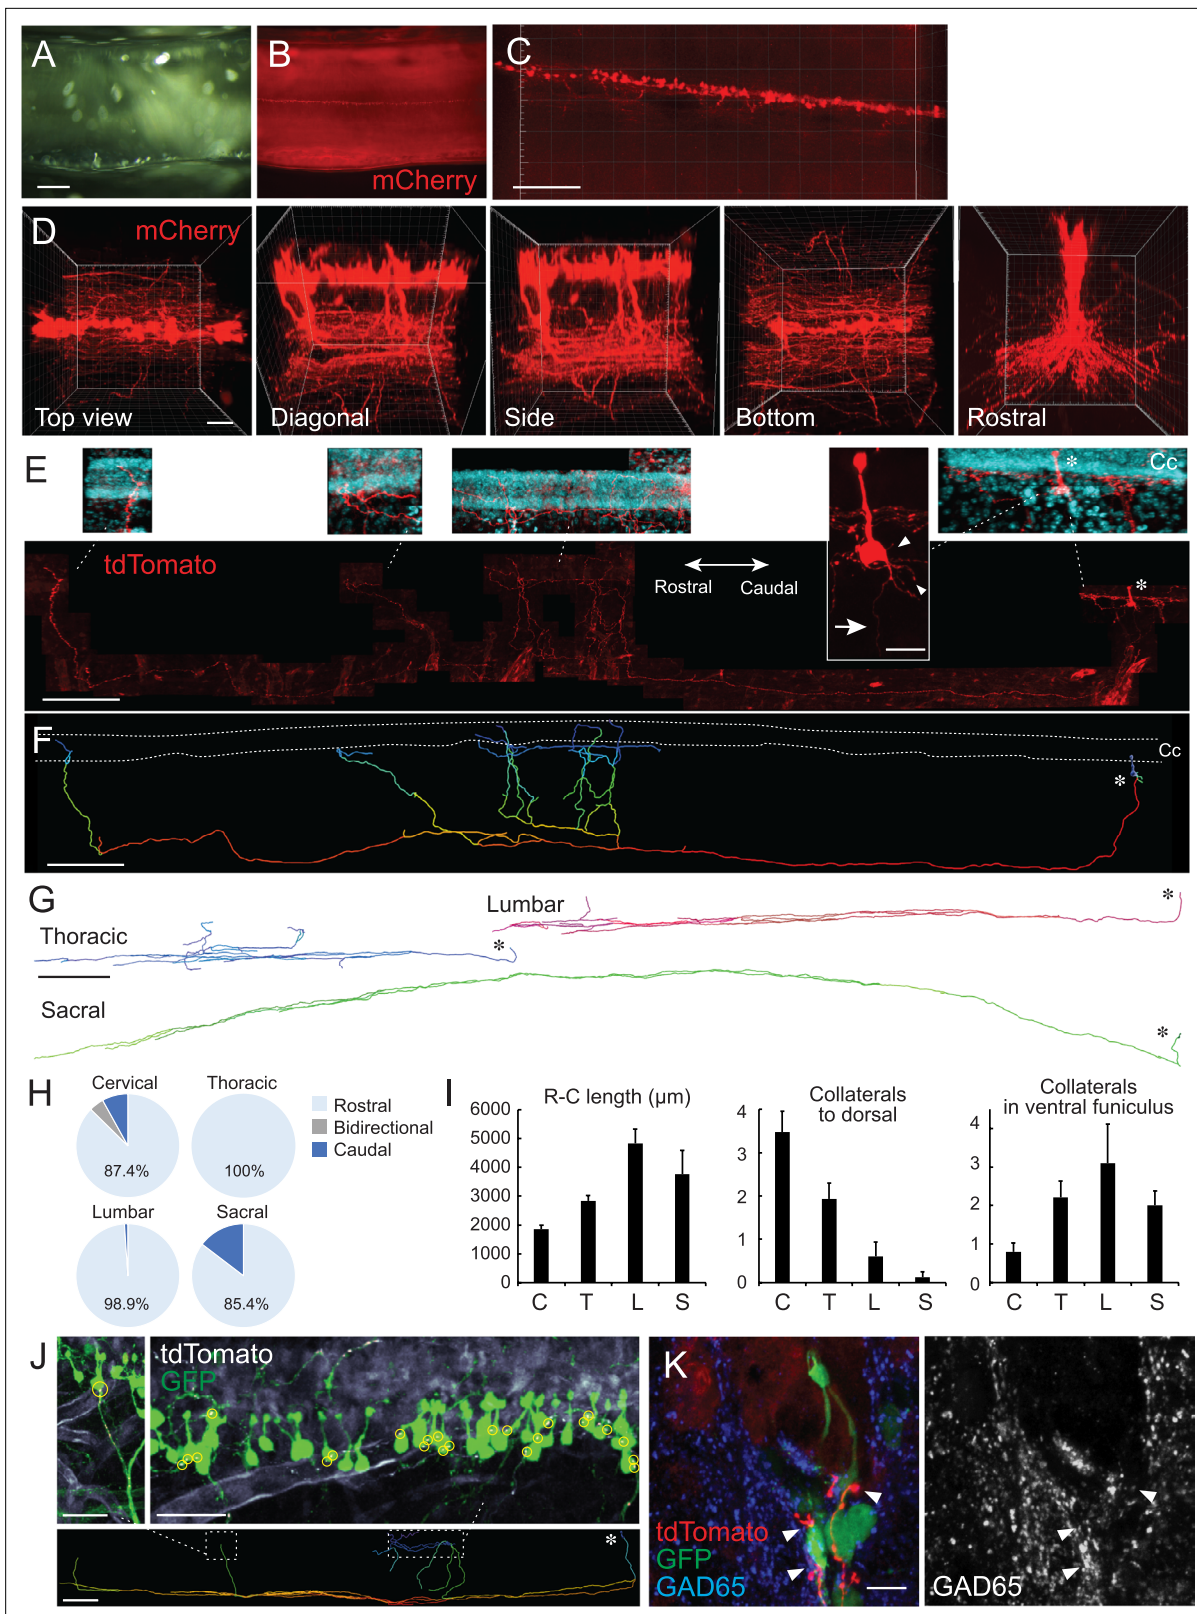 A
B
mCherry
C
D
mCherry
Top view
Diagonal
Side
Bottom
Rostral
E
*
Cc
tdTomato
Rostral
Caudal
*
F
Cc
*
G
Thoracic
*
Lumbar
*
Sacral
*
H
Cervical
Thoracic
87.4%
100%
Lumbar
Sacral
98.9%
85.4%
Rostral
Bidirectional
Caudal
I
R-C length (µm)
6000
5000
4000
3000
2000
1000
0
C T L S
Collaterals
to dorsal
4
3
2
1
0
C T L S
Collaterals
in ventral funiculus
4
3
2
1
0
C T L S
J
tdTomato
GFP
*
K
tdTomato
GFP
GAD65
GAD65